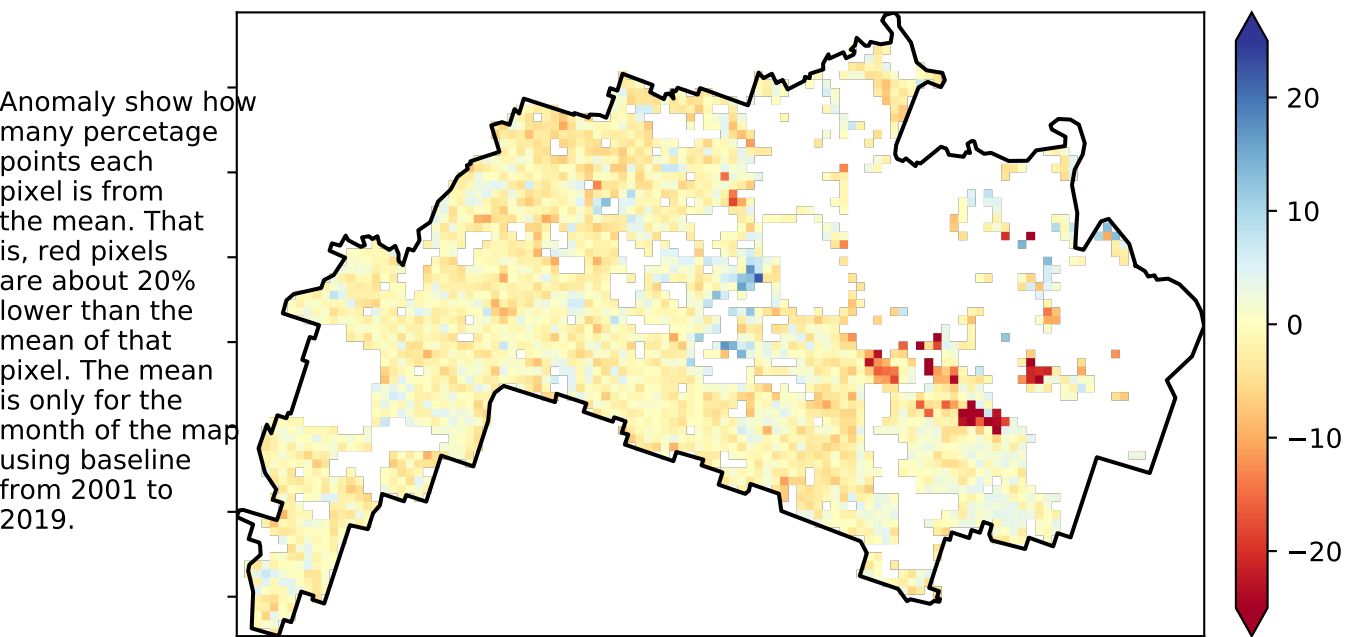 Anomaly show how
many percetage
points each
pixel is from
the mean. That
is, red pixels
are about 20%
lower than the
mean of that
pixel. The mean
is only for the
month of the map
using baseline
from 2001 to
2019.
20
10
0
−10
−20